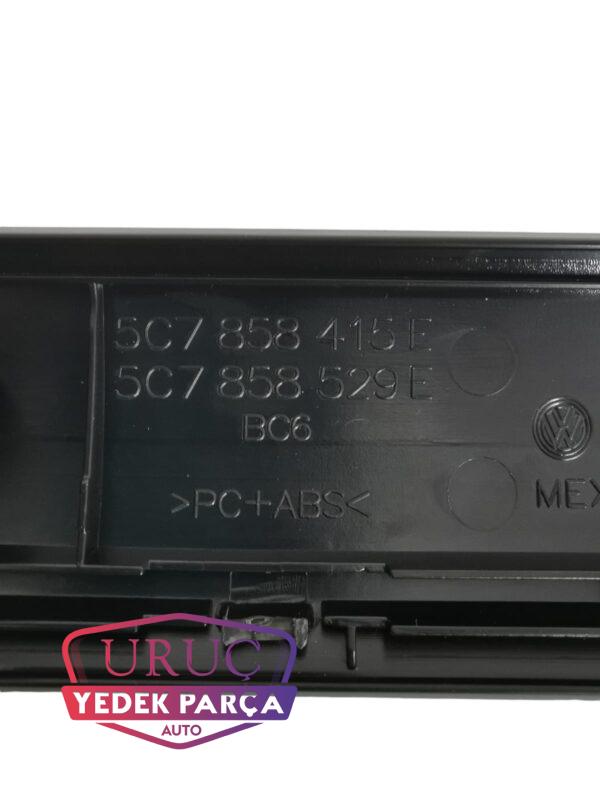 5C7 858 415 E
5C7 858 529 E
BC6
>PC+ABS<
MEX
URUÇ
YEDEK PARÇA
AUTO